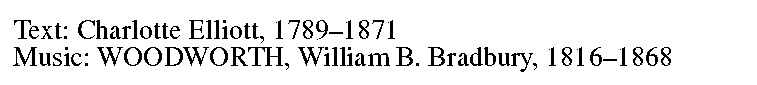 Text: Charlotte Elliott, 1789–1871
Music: WOODWORTH, William B. Bradbury, 1816–1868